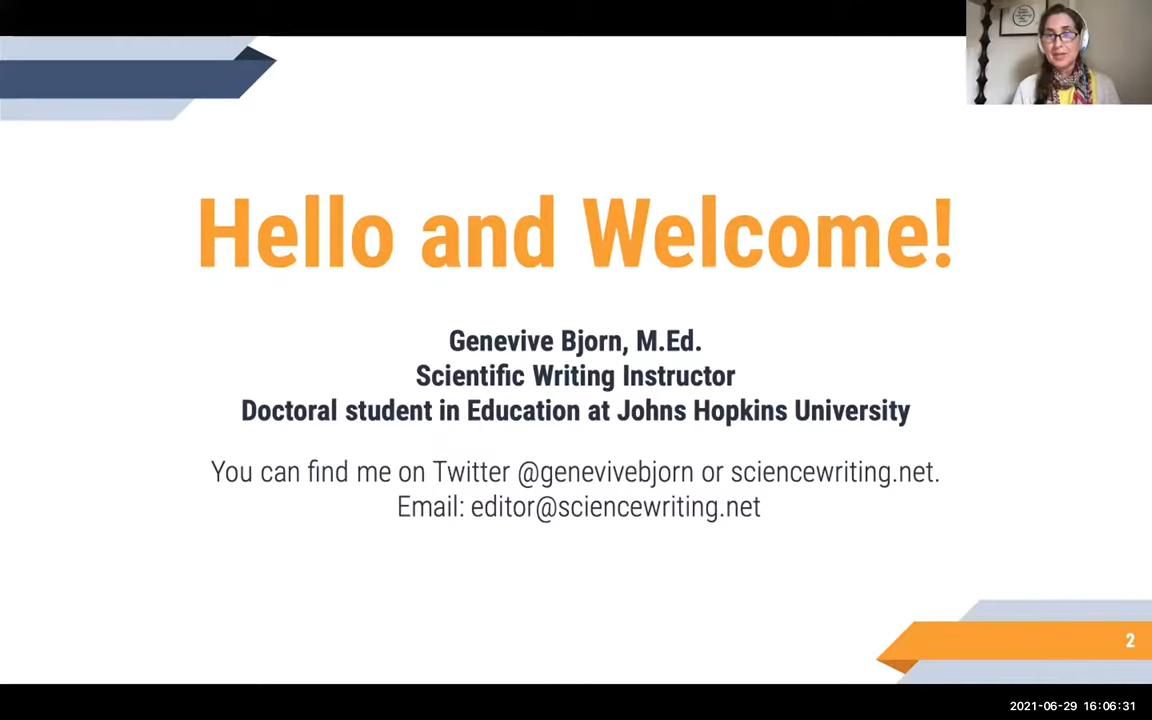 Hello and Welcome!
Genevive Bjorn, M.Ed.
Scientific Writing Instructor
Doctoral student in Education at Johns Hopkins University
You can find me on Twitter @genevivebjorn or sciencewriting.net.
Email: editor@sciencewriting.net
2
2021-06-29 16:06:31